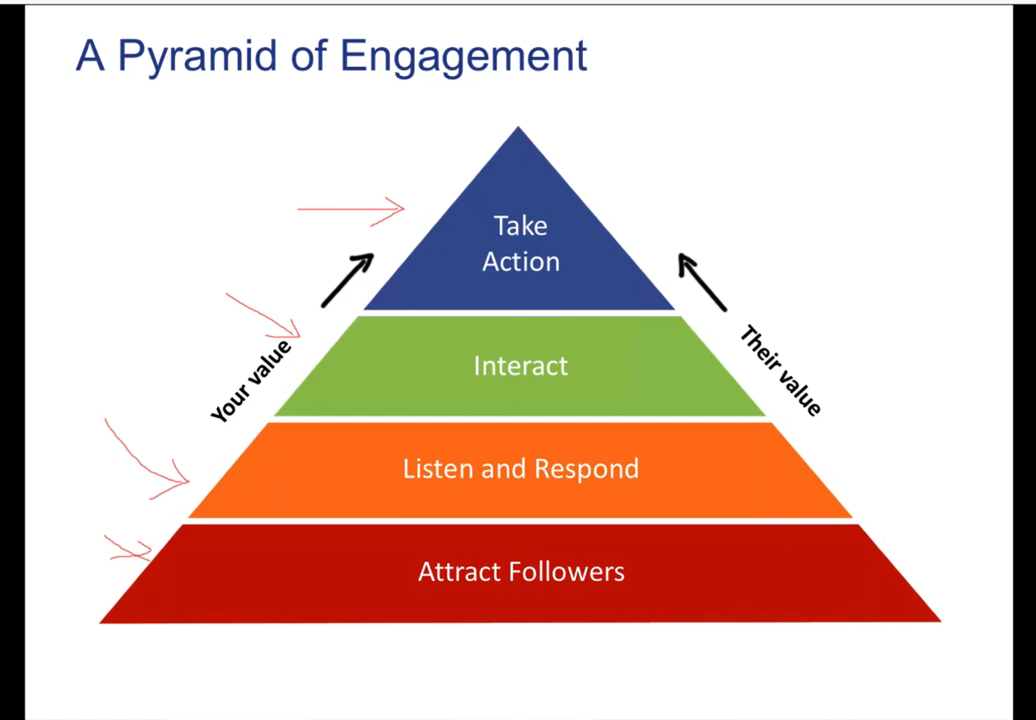 A Pyramid of Engagement
Take
Action
Your value
Their value
Interact
Listen and Respond
Attract Followers